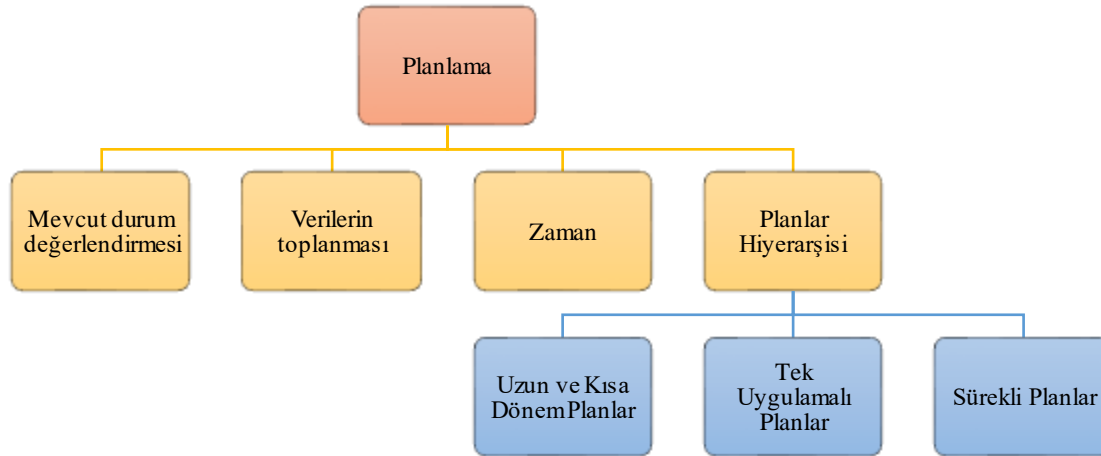 Planlama
Mevcut durum
değerlendirmesi
Verilerin
toplanması
Zaman
Planlar
Hiyerarşisi
Uzun ve Kısa
Dönem Planlar
Tek
Uygulamalı
Planlar
Sürekli Planlar